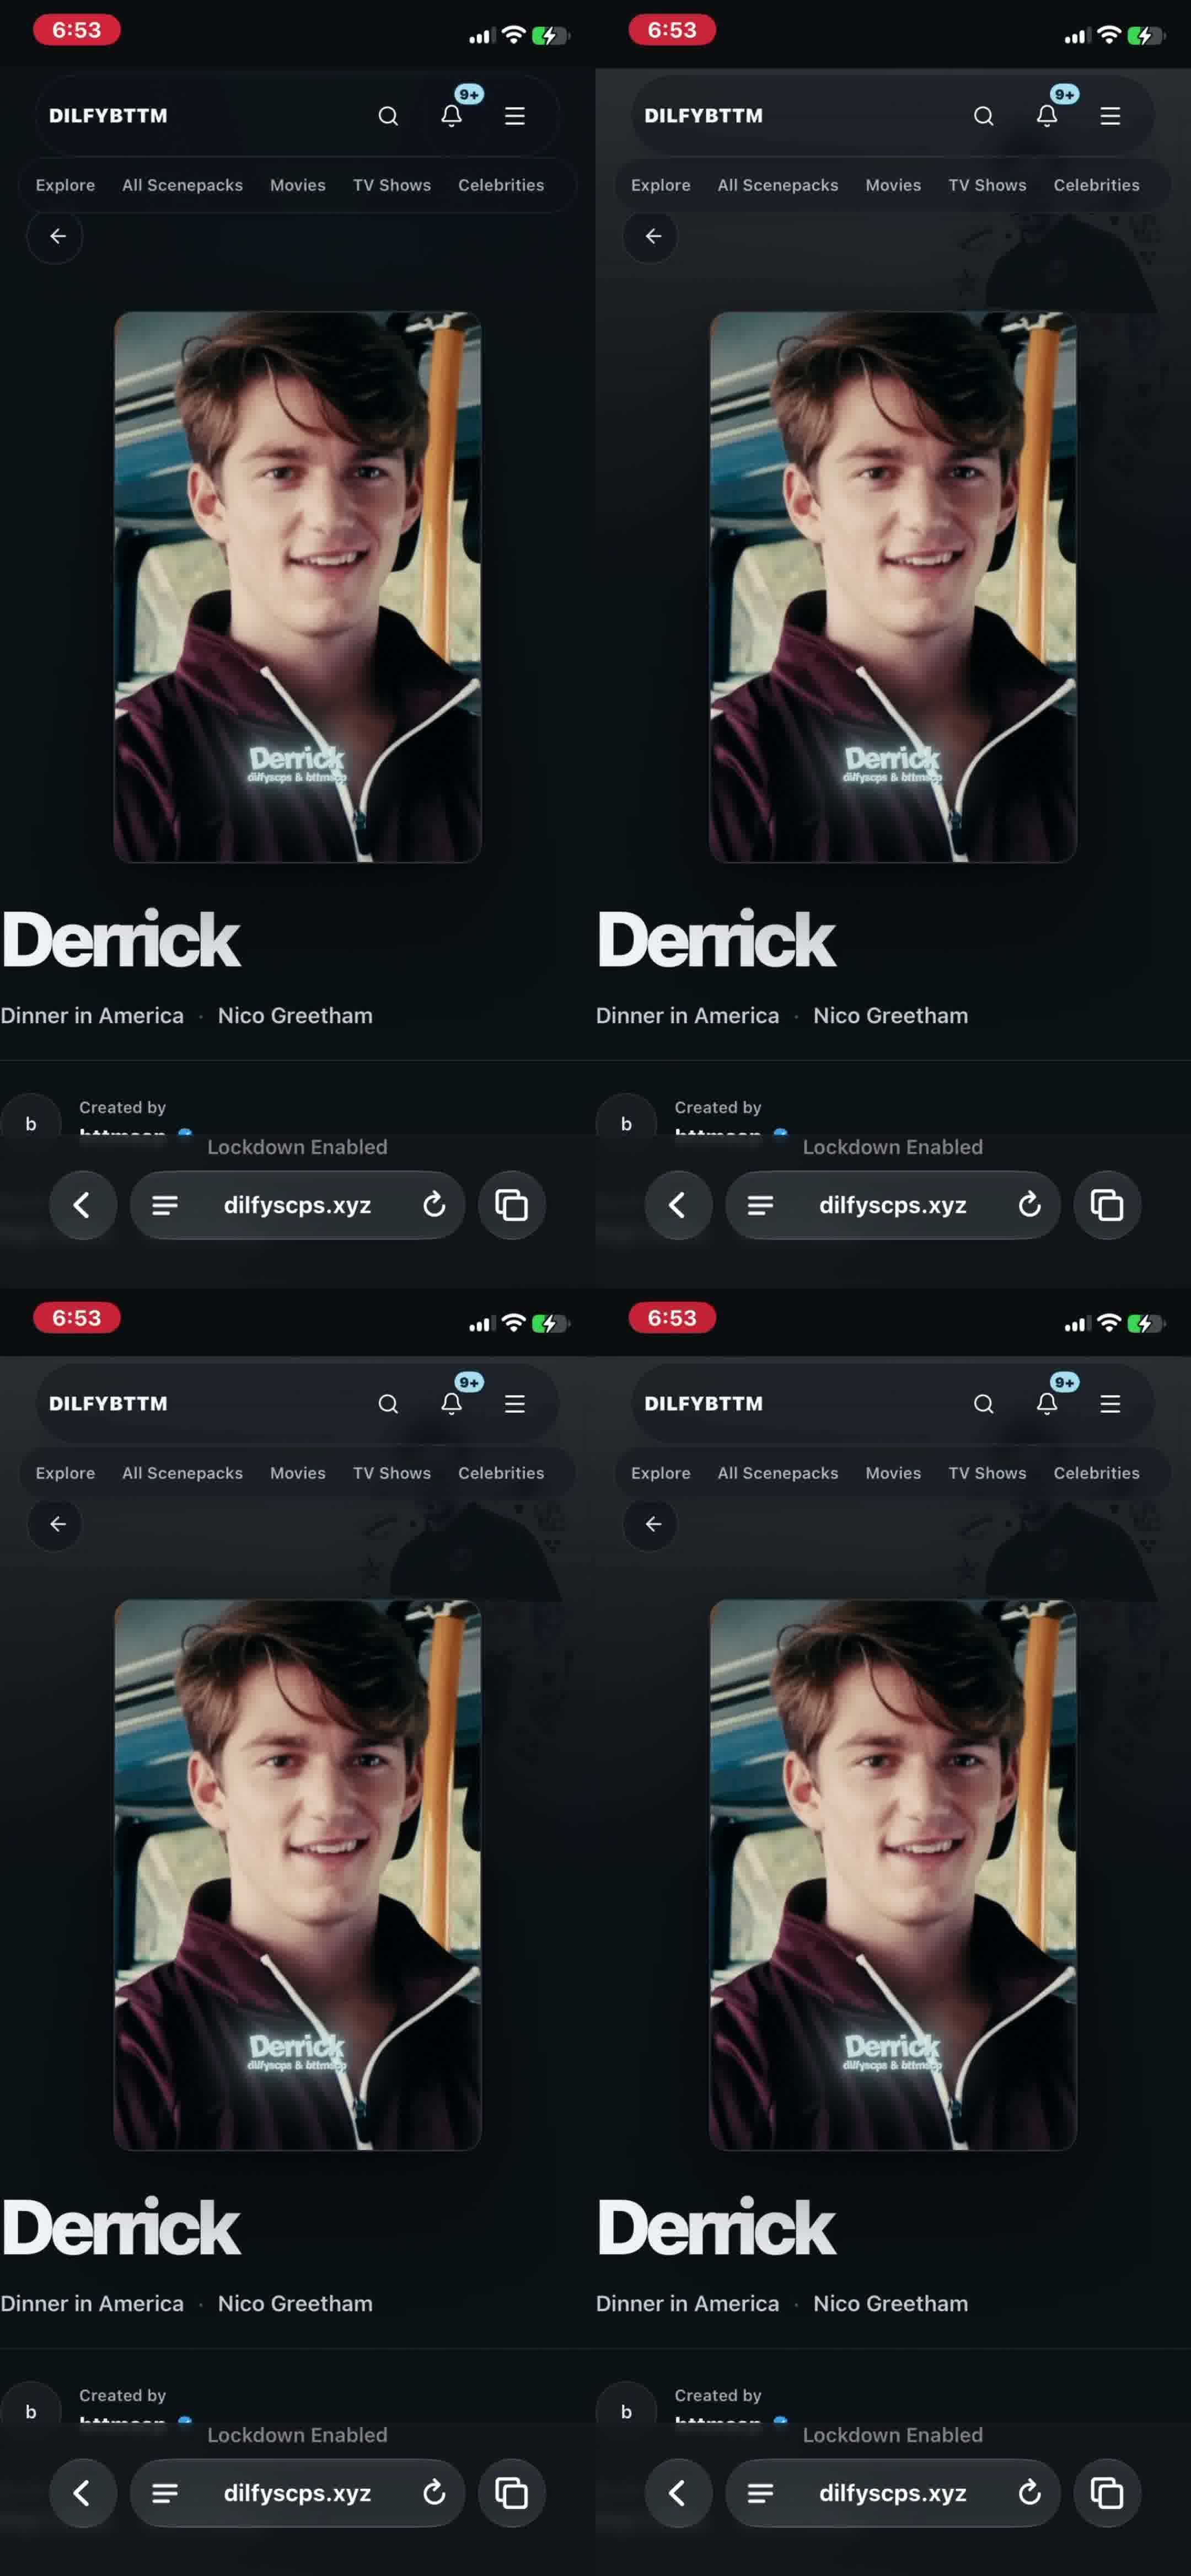 6:53
DILFYBTTM
9+
Explore All Scenepacks Movies TV Shows Celebrities
Derrick
dilfyscps & bttmscp
Derrick
Dinner in America · Nico Greetham
b
Created by
Lockdown Enabled
dilfyscps.xyz
6:53
DILFYBTTM
9+
Explore All Scenepacks Movies TV Shows Celebrities
Derrick
dilfyscps & bttmscp
Derrick
Dinner in America · Nico Greetham
b
Created by
Lockdown Enabled
dilfyscps.xyz
6:53
DILFYBTTM
9+
Explore All Scenepacks Movies TV Shows Celebrities
Derrick
dilfyscps & bttmscp
Derrick
Dinner in America · Nico Greetham
b
Created by
Lockdown Enabled
dilfyscps.xyz
6:53
DILFYBTTM
9+
Explore All Scenepacks Movies TV Shows Celebrities
Derrick
dilfyscps & bttmscp
Derrick
Dinner in America · Nico Greetham
b
Created by
Lockdown Enabled
dilfyscps.xyz